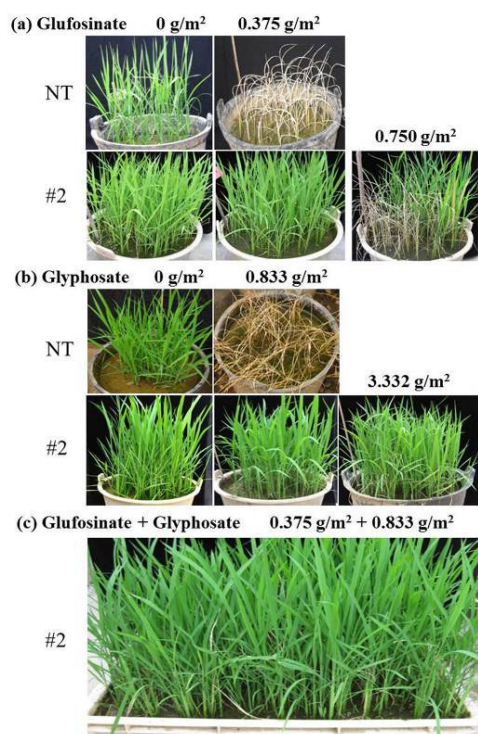 (a) Glufosinate 0 g/m² 0.375 g/m²
NT
0.750 g/m²
#2
(b) Glyphosate 0 g/m² 0.833 g/m²
NT
3.332 g/m²
#2
(c) Glufosinate + Glyphosate 0.375 g/m² + 0.833 g/m²
#2